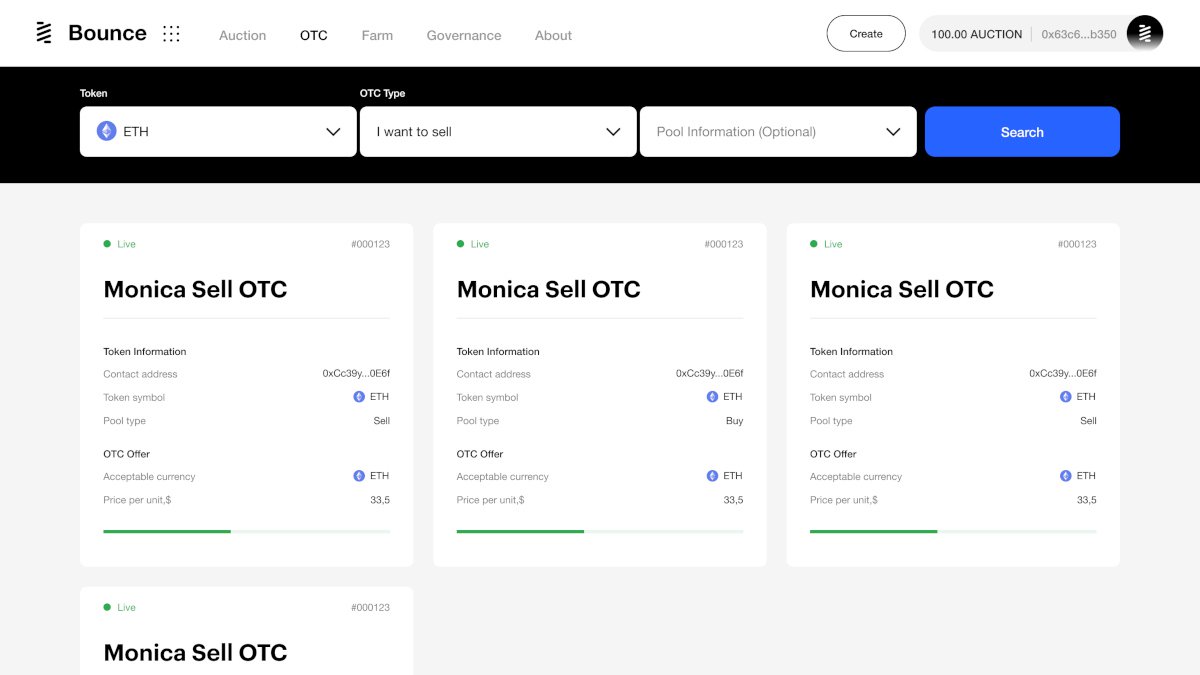 Bounce Auction OTC Farm Governance About Create 100.00 AUCTION 0x63c6...b350
Token OTC Type
ETH I want to sell Pool Information (Optional) Search
Live #000123
Monica Sell OTC
Token Information
Contact address 0xCc39y...0E6f
Token symbol ETH
Pool type Sell
OTC Offer
Acceptable currency ETH
Price per unit,$ 33,5
Live #000123
Monica Sell OTC
Token Information
Contact address 0xCc39y...0E6f
Token symbol ETH
Pool type Buy
OTC Offer
Acceptable currency ETH
Price per unit,$ 33,5
Live #000123
Monica Sell OTC
Token Information
Contact address 0xCc39y...0E6f
Token symbol ETH
Pool type Sell
OTC Offer
Acceptable currency ETH
Price per unit,$ 33,5
Live #000123
Monica Sell OTC